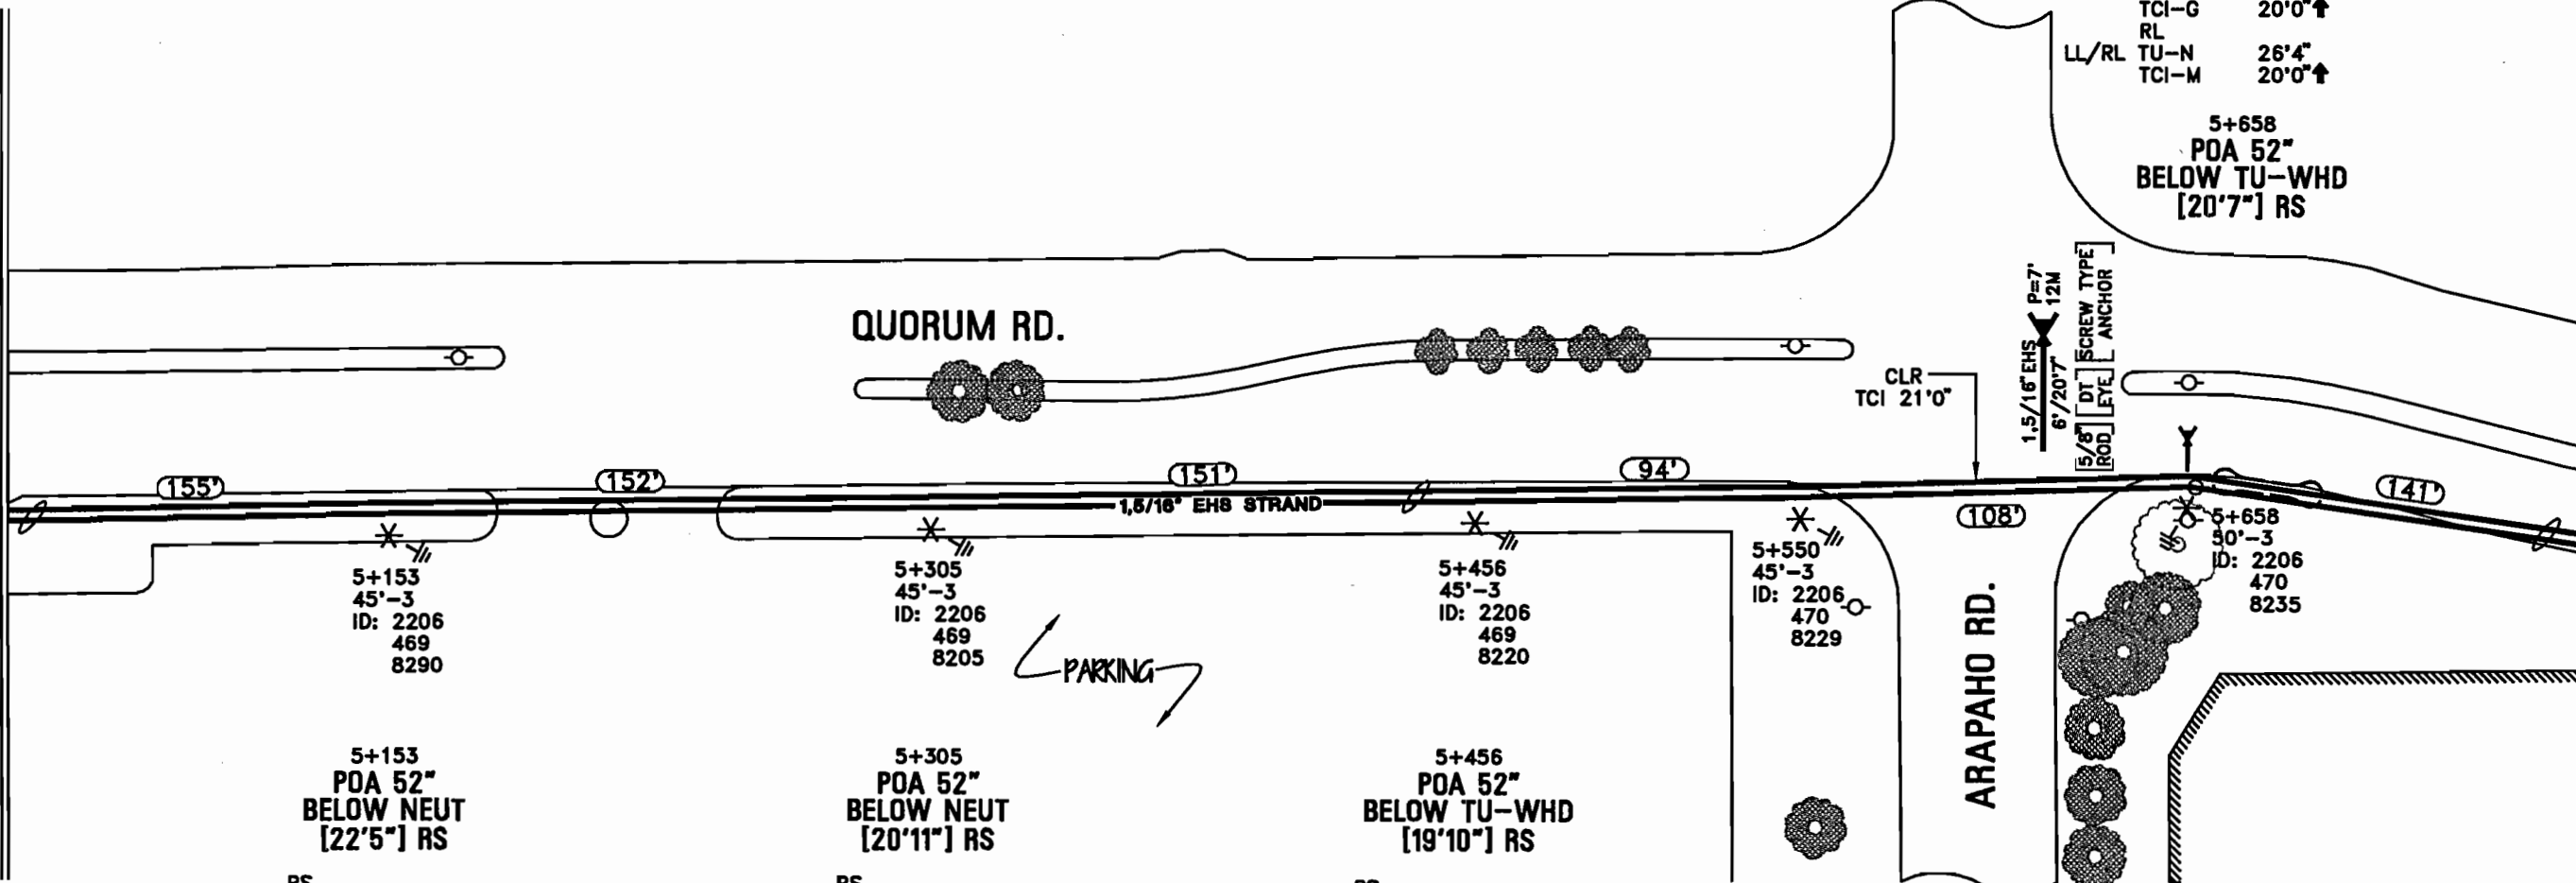 TCI-G 20'0"
RL
LL/RL TU-N 26'4"
TCI-M 20'0"
5+658
POA 52"
BELOW TU-WHD
[20'7"] RS
QUORUM RD.
CLR
TCI 21'0"
1,5/16" EHS P=7'
6'/20'7" 12M
[5/8"] [DT] [SCREW TYPE]
[ROD] [EYE] [ANCHOR]
155'
152'
151'
94'
108'
141'
1,5/16" EHS STRAND
5+153
45'-3
ID: 2206
469
8290
5+305
45'-3
ID: 2206
469
8205
5+456
45'-3
ID: 2206
469
8220
5+550
45'-3
ID: 2206
470
8229
5+658
50'-3
ID: 2206
470
8235
PARKING
ARAPAHO RD.
5+153
POA 52"
BELOW NEUT
[22'5"] RS
5+305
POA 52"
BELOW NEUT
[20'11"] RS
5+456
POA 52"
BELOW TU-WHD
[19'10"] RS